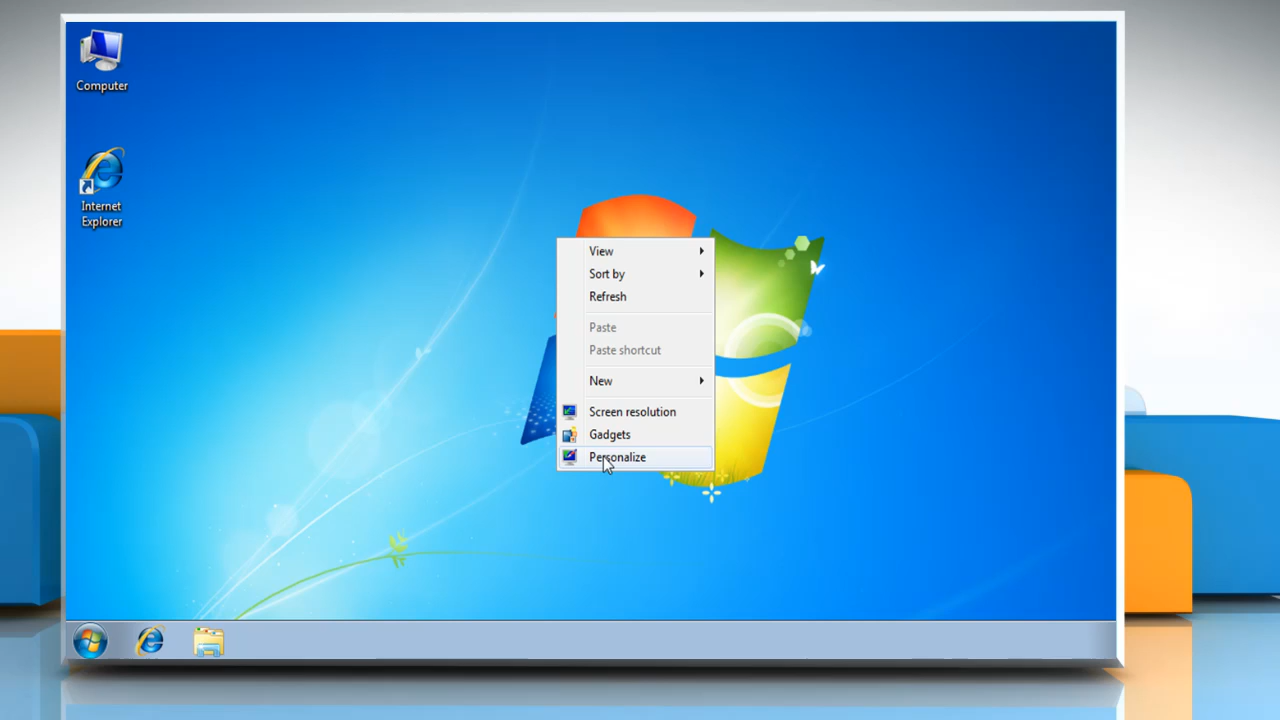 Computer
Internet
Explorer
View
Sort by
Refresh
Paste
Paste shortcut
New
Screen resolution
Gadgets
Personalize